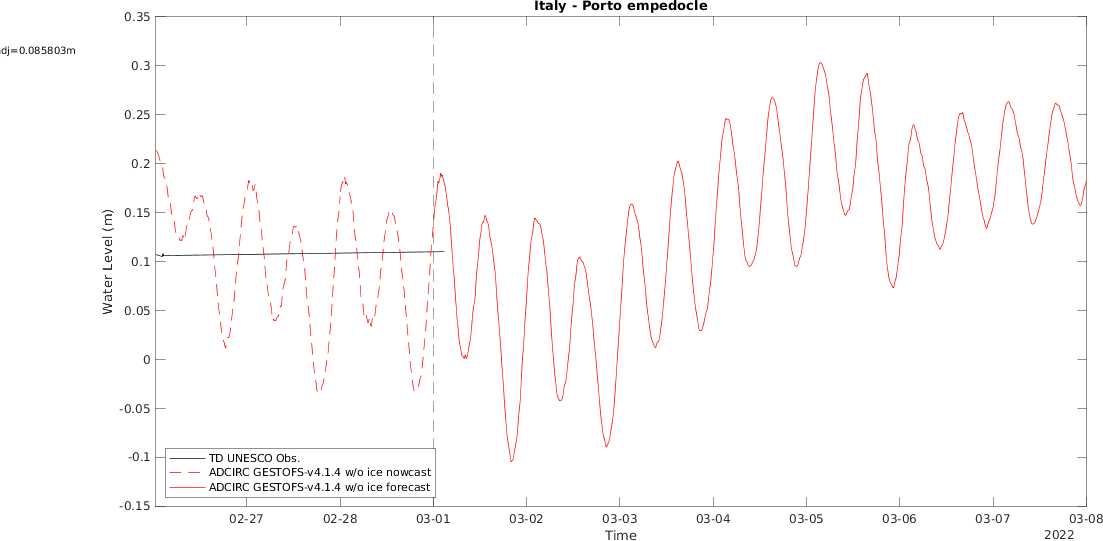 Italy - Porto empedocle
dj=0.085803m
0.35
0.3
0.25
0.2
0.15
0.1
0.05
0
-0.05
-0.1
-0.15
Water Level (m)
TD UNESCO Obs.
ADCIRC GESTOFS-v4.1.4 w/o ice nowcast
ADCIRC GESTOFS-v4.1.4 w/o ice forecast
02-27 02-28 03-01 03-02 03-03 03-04 03-05 03-06 03-07 03-08
Time
2022